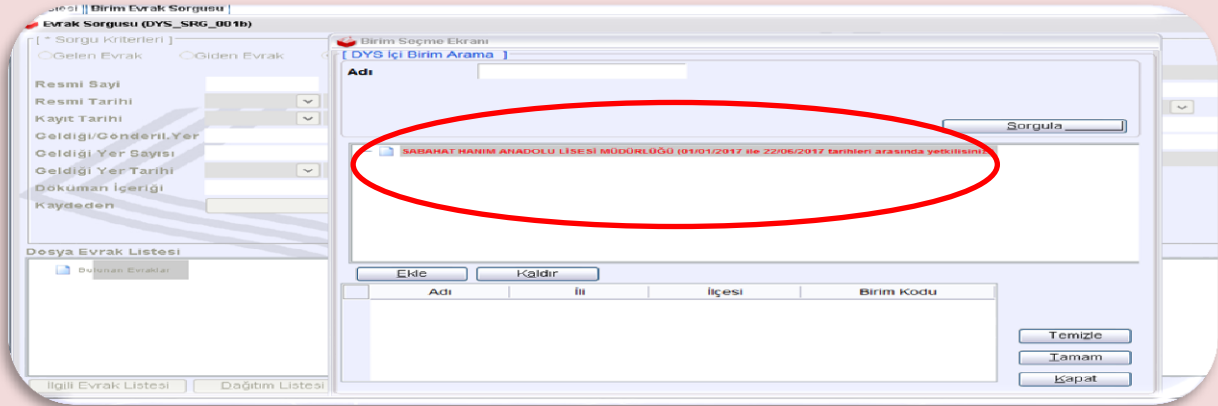 Birim Evrak Sorgusu
Evrak Sorgusu (DYS_SRG_001b)
[ * Sorgu Kriterleri ]
Gelen Evrak Giden Evrak
Resmi Sayi
Resmi Tarihi
Kayıt Tarihi
Geldiği/Gönderil.Yer
Geldiği Yer Sayısı
Geldiği Yer Tarihi
Doküman İçeriği
Kaydeden
Dosya Evrak Listesi
Bulunan Evraklar
İlgili Evrak Listesi
Dağıtım Listesi
Birim Seçme Ekranı
[ DYS İçi Birim Arama ]
Adı
Sorgula
SABAHAT HANIM ANADOLU LİSESİ MÜDÜRLÜĞÜ (01/01/2017 ile 22/06/2017 tarihleri arasında yetkilisiniz
Ekle Kaldır
Adı İli İlçesi Birim Kodu
Temizle
Tamam
Kapat